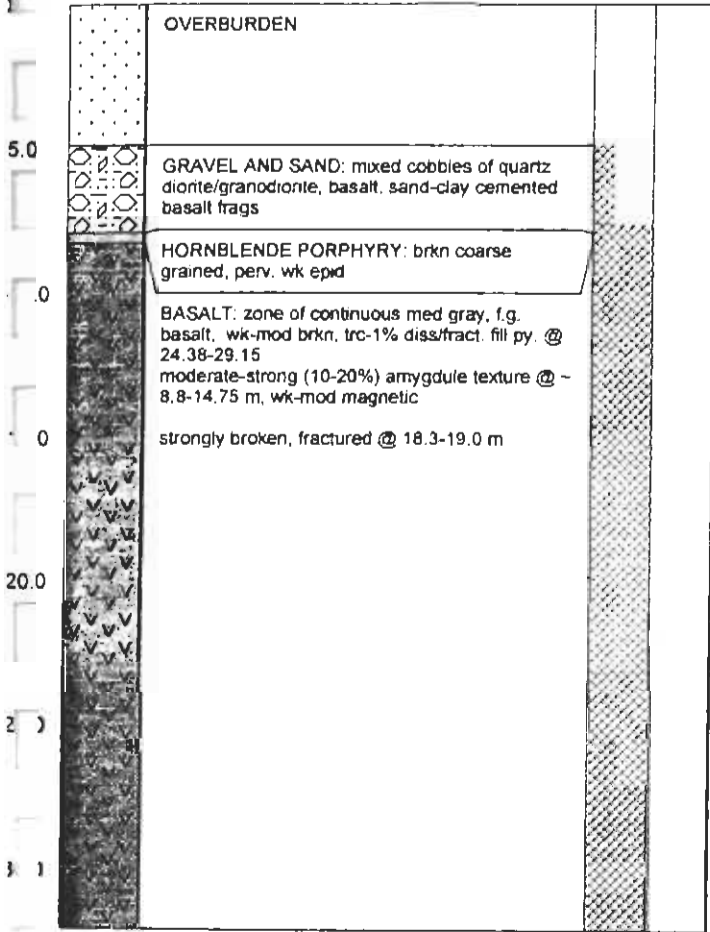 OVERBURDEN
5.0
GRAVEL AND SAND: mixed cobbles of quartz
diorite/granodiorite, basalt, sand-clay cemented
basalt frags
HORNBLENDE PORPHYRY: brkn coarse
grained, perv. wk epid
.0
BASALT: zone of continuous med gray, f.g.
basalt, wk-mod brkn, trc-1% diss/fract. fill py. @
24.38-29.15
moderate-strong (10-20%) amygdule texture @ ~
8.8-14.75 m, wk-mod magnetic
0
strongly broken, fractured @ 18.3-19.0 m
20.0